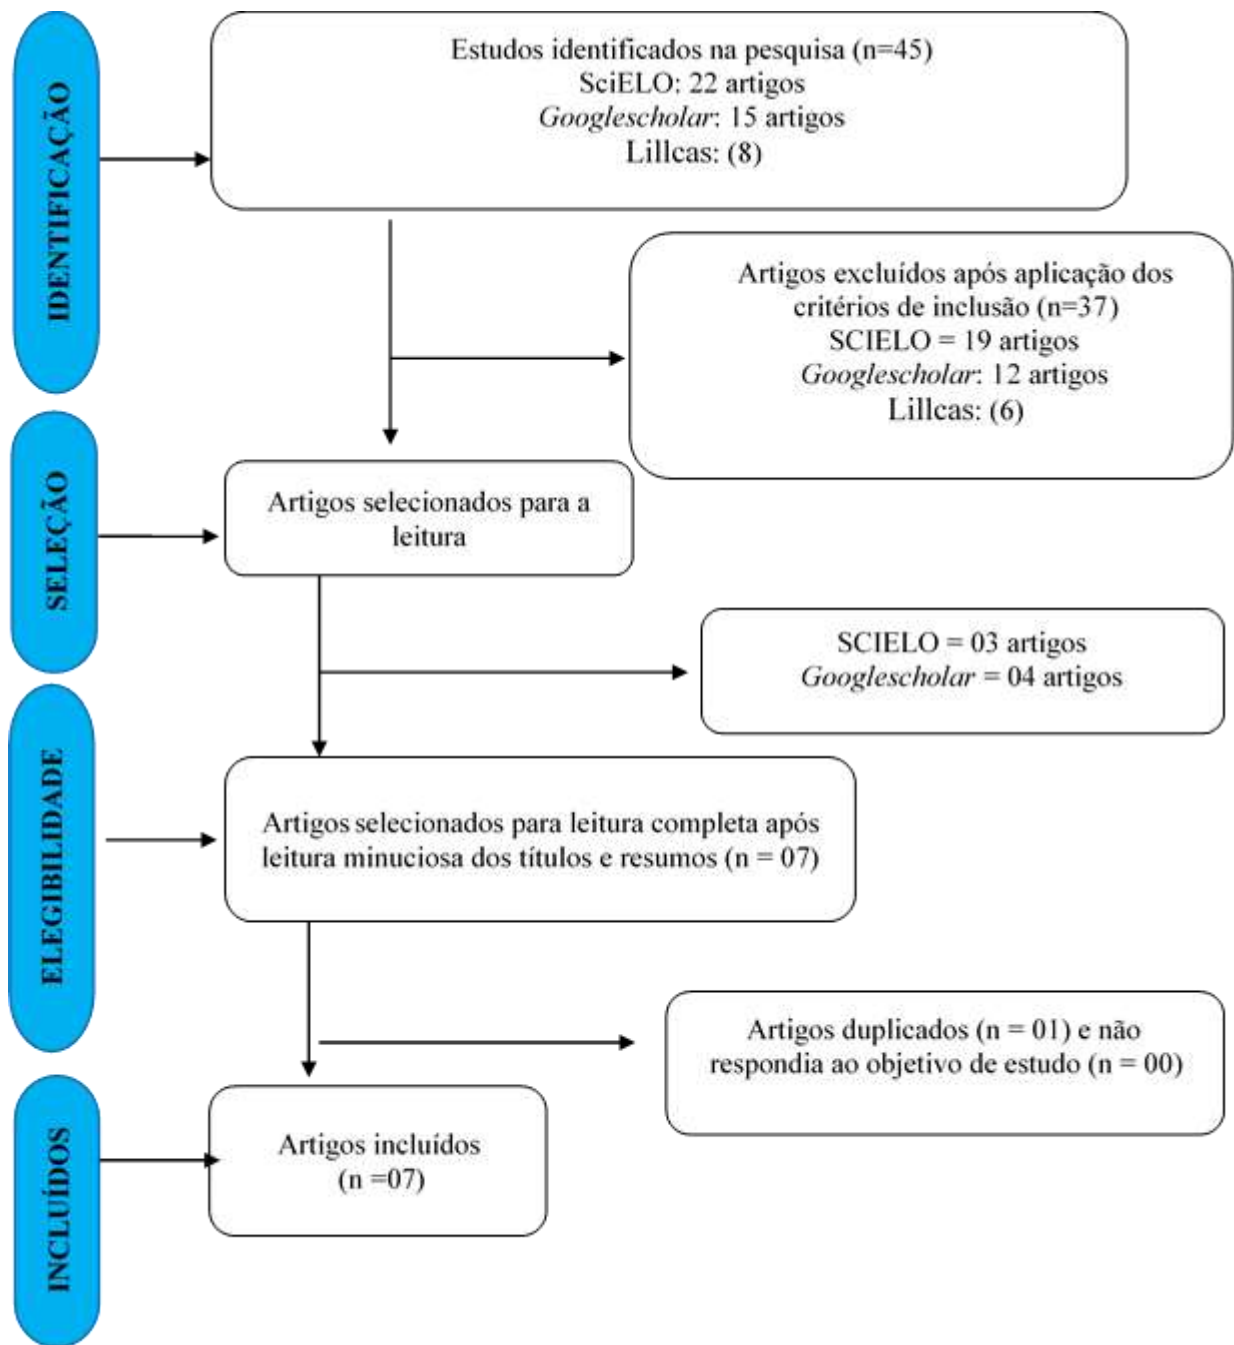 IDENTIFICAÇÃO
Estudos identificados na pesquisa (n=45)
SciELO: 22 artigos
Googlescholar: 15 artigos
Lillcas: (8)
Artigos excluídos após aplicação dos
critérios de inclusão (n=37)
SCIELO = 19 artigos
Googlescholar: 12 artigos
Lillcas: (6)
SELEÇÃO
Artigos selecionados para a
leitura
SCIELO = 03 artigos
Googlescholar = 04 artigos
ELEGIBILIDADE
Artigos selecionados para leitura completa após
leitura minuciosa dos títulos e resumos (n = 07)
Artigos duplicados (n = 01) e não
respondia ao objetivo de estudo (n = 00)
INCLUÍDOS
Artigos incluídos
(n =07)